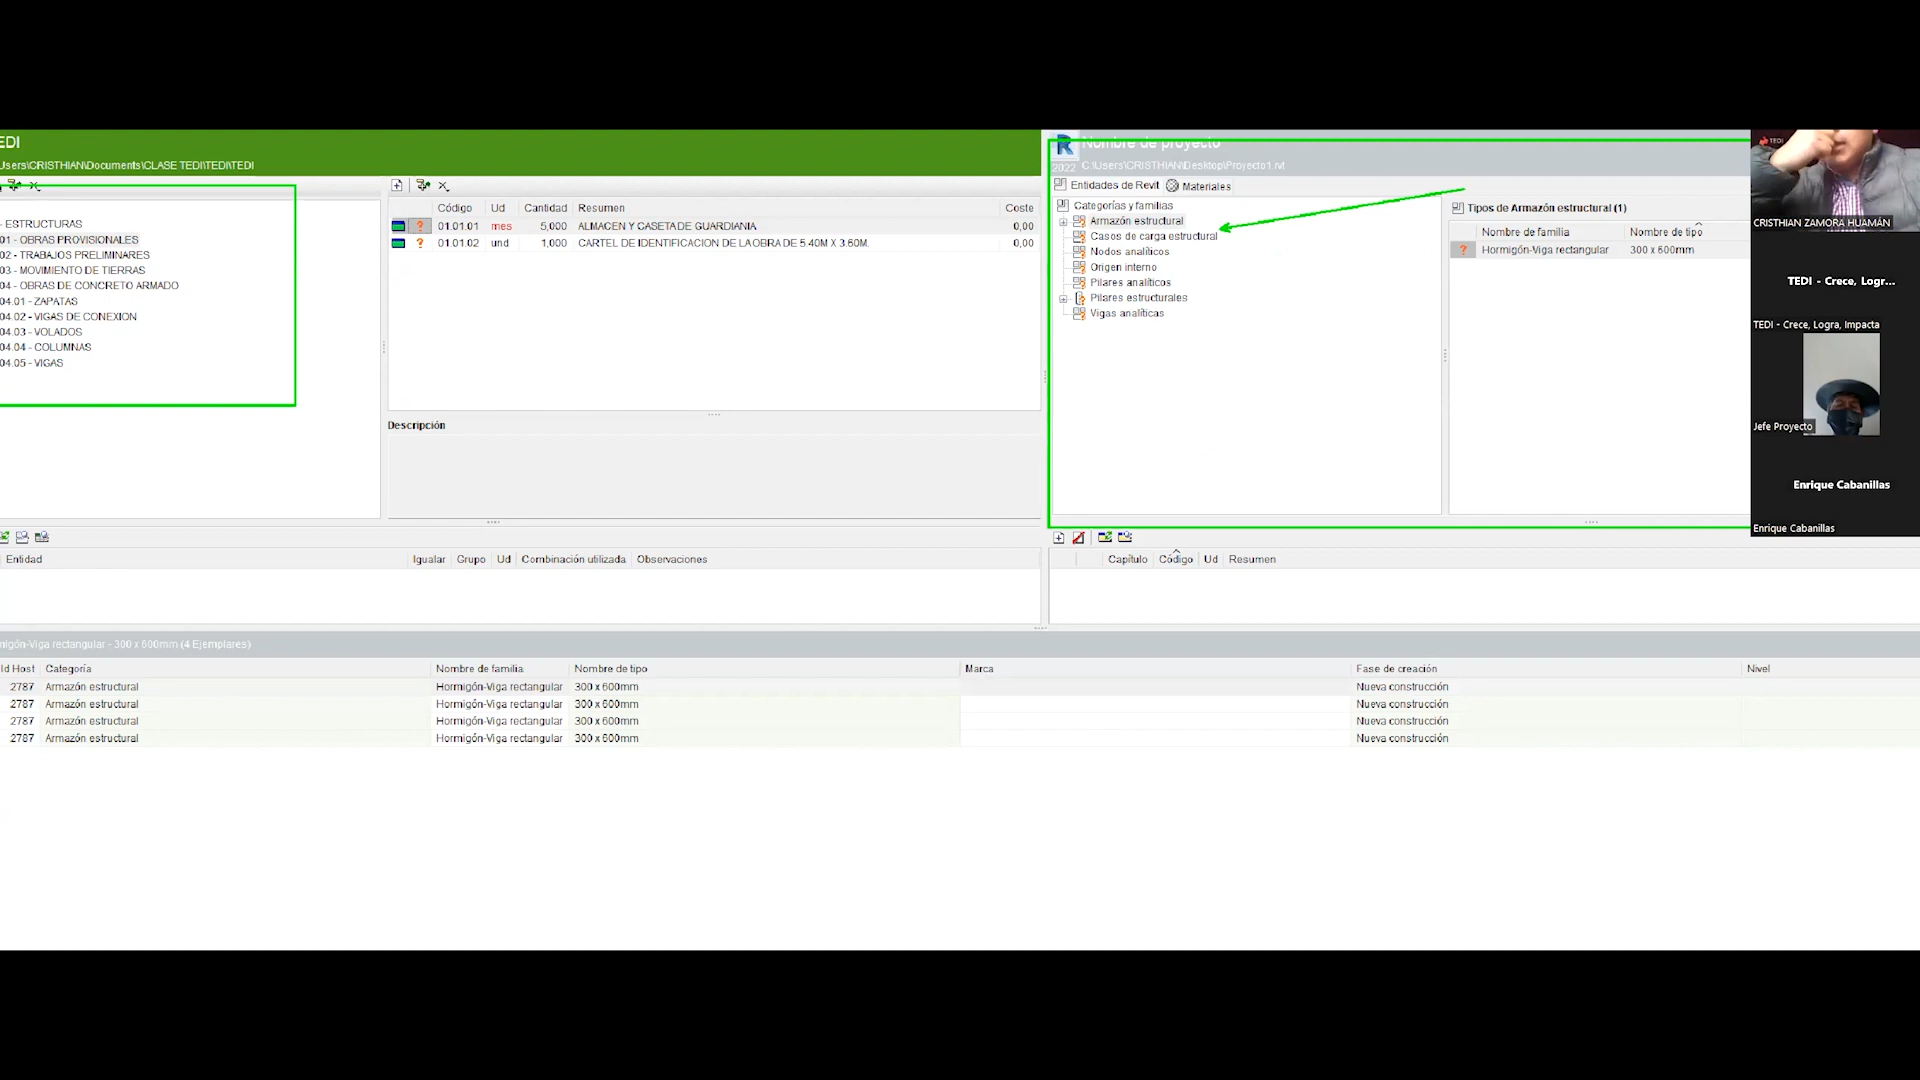 EDI
Users\CRISTHIAN\Documents\CLASE TEDI\TEDI\TEDI
- ESTRUCTURAS
01 - OBRAS PROVISIONALES
02 - TRABAJOS PRELIMINARES
03 - MOVIMIENTO DE TIERRAS
04 - OBRAS DE CONCRETO ARMADO
04.01 - ZAPATAS
04.02 - VIGAS DE CONEXION
04.03 - VOLADOS
04.04 - COLUMNAS
04.05 - VIGAS
Código Ud Cantidad Resumen Coste
01.01.01 mes 5,000 ALMACEN Y CASETA DE GUARDIANIA 0,00
01.01.02 und 1,000 CARTEL DE IDENTIFICACION DE LA OBRA DE 5.40M X 3.60M. 0,00
Descripción
Entidad Igualar Grupo Ud Combinación utilizada Observaciones
R Nombre de proyecto
2022 C:\Users\CRISTHIAN\Desktop\Proyecto1.rvt
Entidades de Revit Materiales
Categorías y familias
Armazón estructural
Casos de carga estructural
Nodos analíticos
Origen interno
Pilares analíticos
Pilares estructurales
Vigas analíticas
Tipos de Armazón estructural (1)
Nombre de familia Nombre de tipo
Hormigón-Viga rectangular 300 x 600mm
Capítulo Código Ud Resumen
TEDI
CRISTHIAN ZAMORA HUAMÁN
TEDI - Crece, Logr...
TEDI - Crece, Logra, Impacta
Jefe Proyecto
Enrique Cabanillas
Enrique Cabanillas
migón-Viga rectangular - 300 x 600mm (4 Ejemplares)
Id Host Categoría Nombre de familia Nombre de tipo Marca Fase de creación Nivel
2787 Armazón estructural Hormigón-Viga rectangular 300 x 600mm Nueva construcción
2787 Armazón estructural Hormigón-Viga rectangular 300 x 600mm Nueva construcción
2787 Armazón estructural Hormigón-Viga rectangular 300 x 600mm Nueva construcción
2787 Armazón estructural Hormigón-Viga rectangular 300 x 600mm Nueva construcción